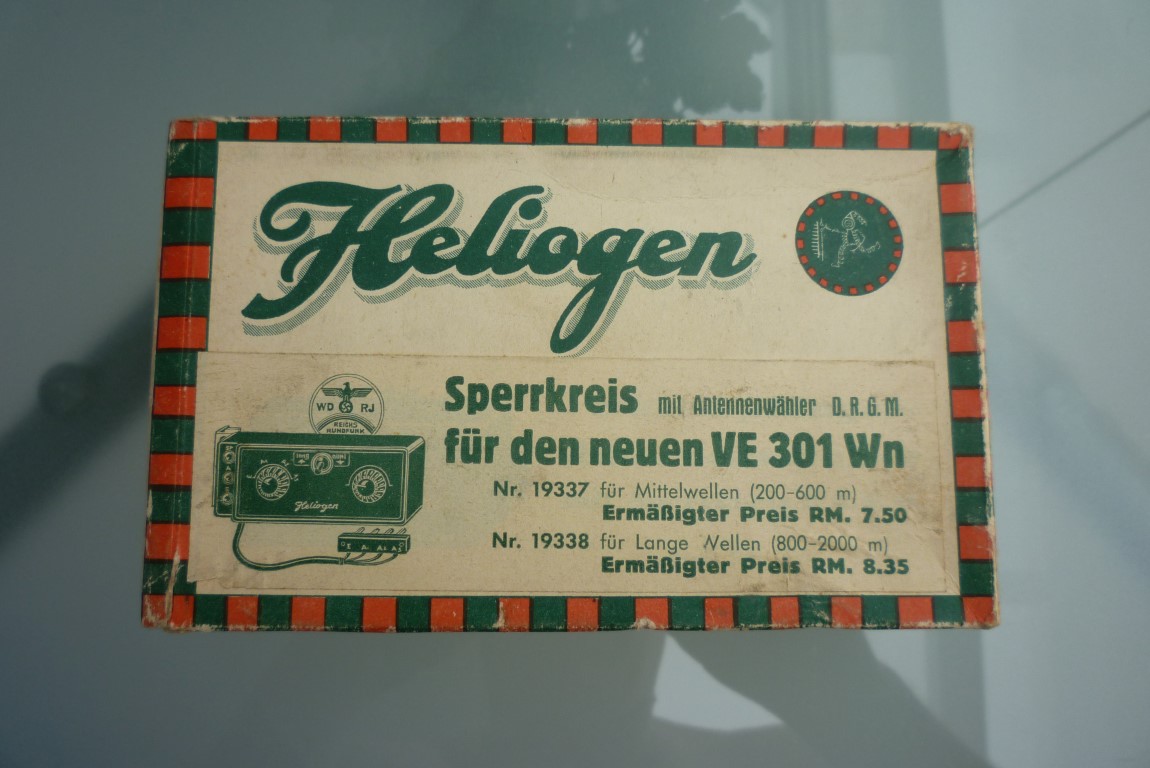 Heliogen
WD RJ
REICHS
RUNDFUNK
Heliogen
Sperrkreis mit Antennenwähler D.R.G.M.
für den neuen VE 301 Wn
Nr. 19337 für Mittelwellen (200-600 m)
Ermäßigter Preis RM. 7.50
Nr. 19338 für Lange Wellen (800-2000 m)
Ermäßigter Preis RM. 8.35